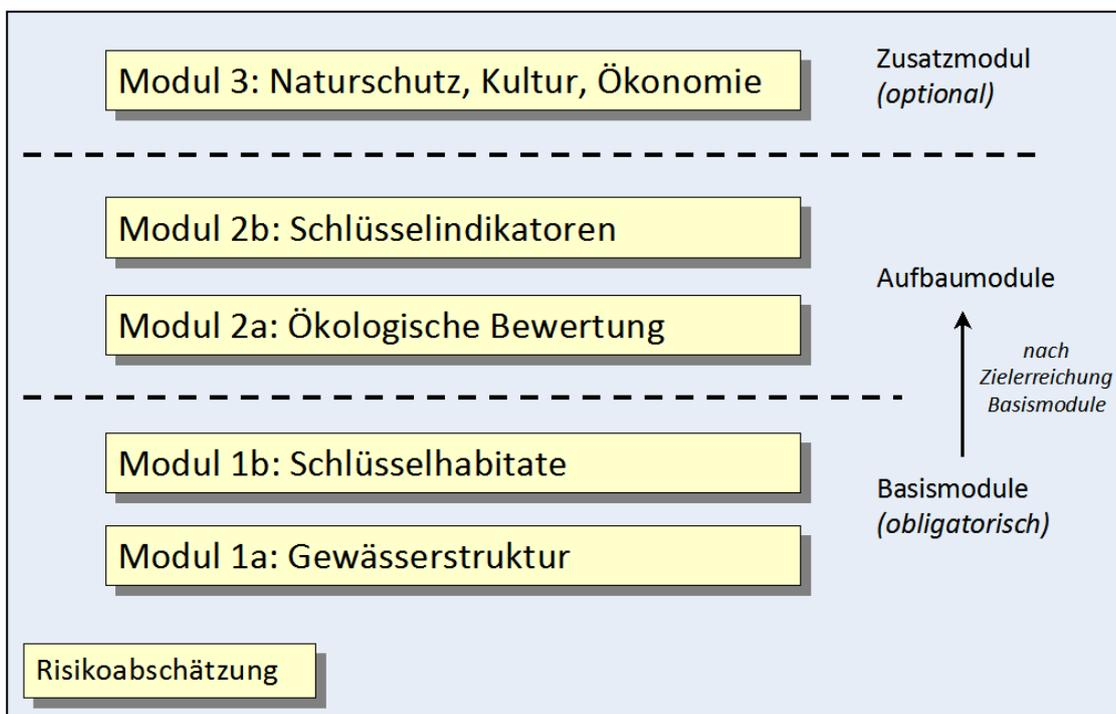 Modul 3: Naturschutz, Kultur, Ökonomie
Zusatzmodul
(optional)
Modul 2b: Schlüsselindikatoren
Modul 2a: Ökologische Bewertung
Aufbaumodule
nach
Zielerreichung
Basismodule
Modul 1b: Schlüsselhabitate
Modul 1a: Gewässerstruktur
Basismodule
(obligatorisch)
Risikoabschätzung